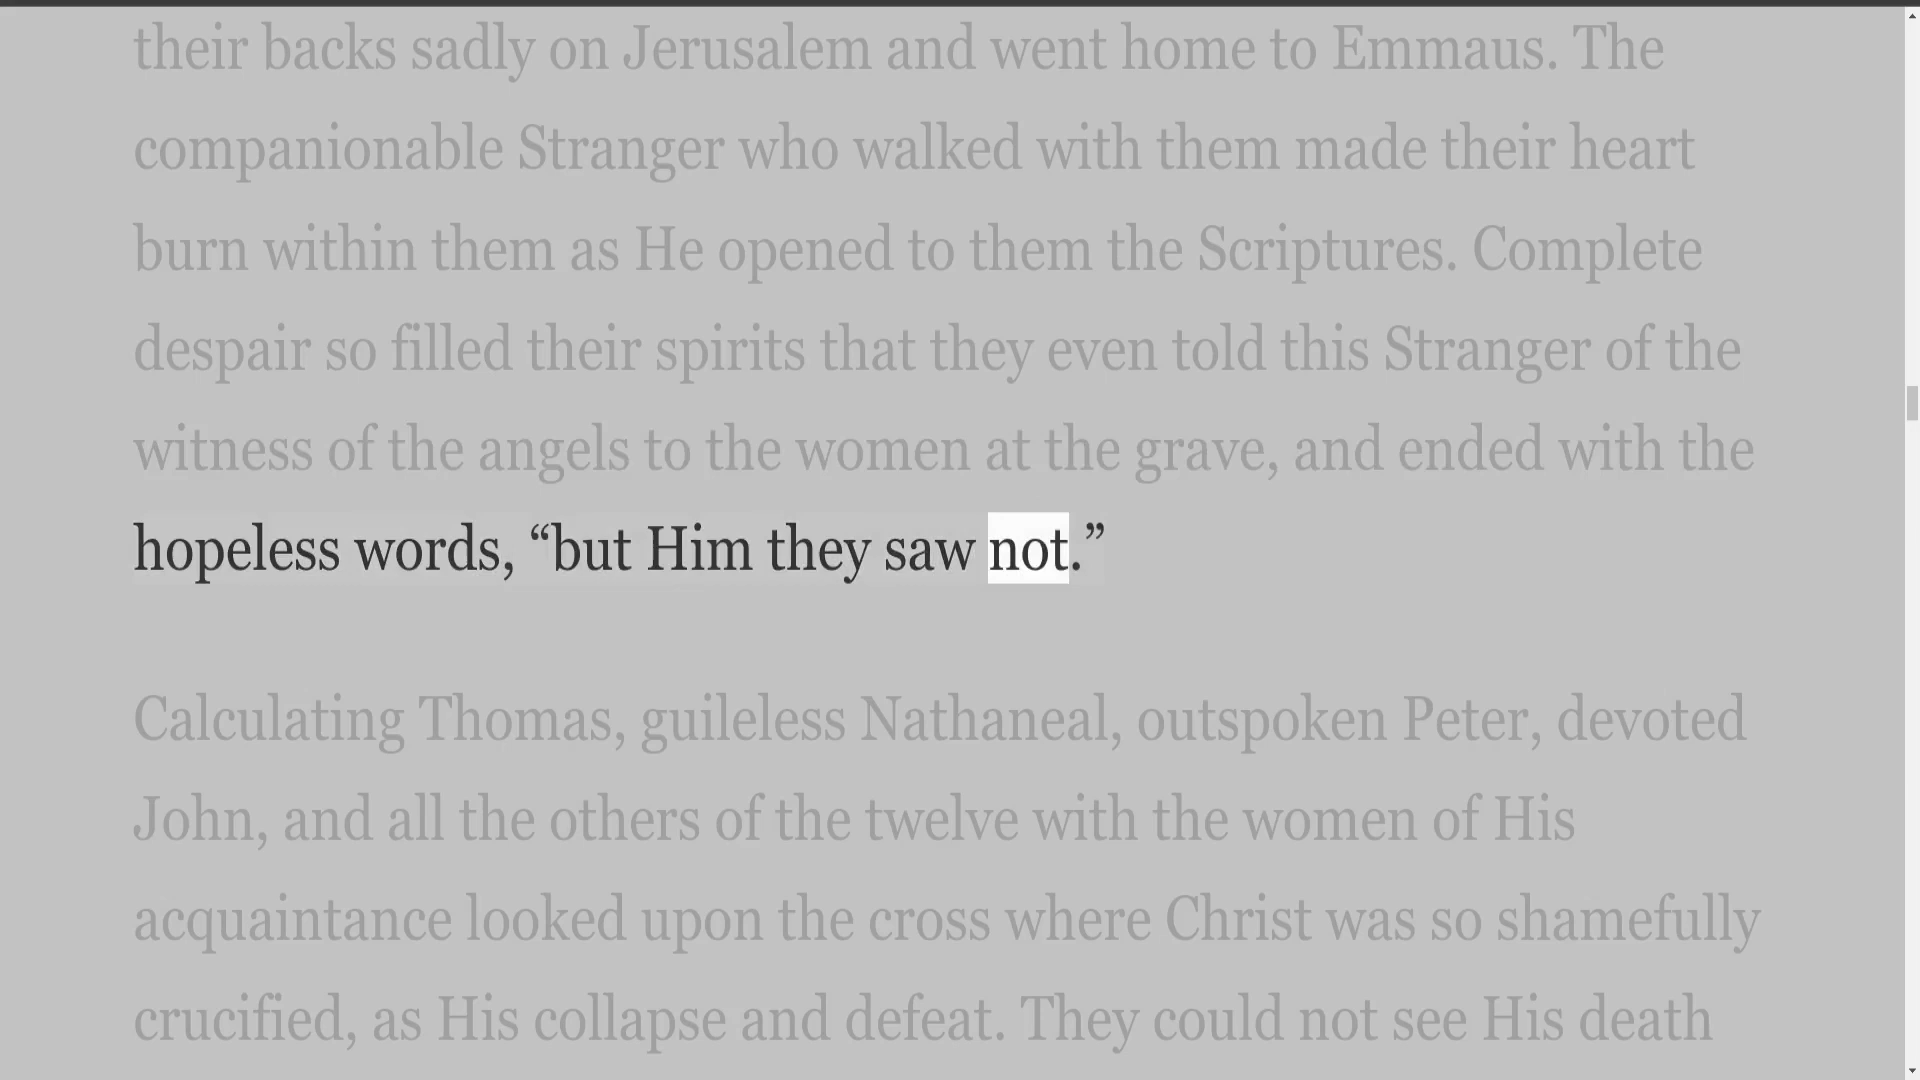 their backs sadly on Jerusalem and went home to Emmaus. The
companionable Stranger who walked with them made their heart
burn within them as He opened to them the Scriptures. Complete
despair so filled their spirits that they even told this Stranger of the
witness of the angels to the women at the grave, and ended with the
hopeless words, “but Him they saw not.”
Calculating Thomas, guileless Nathaneal, outspoken Peter, devoted
John, and all the others of the twelve with the women of His
acquaintance looked upon the cross where Christ was so shamefully
crucified, as His collapse and defeat. They could not see His death